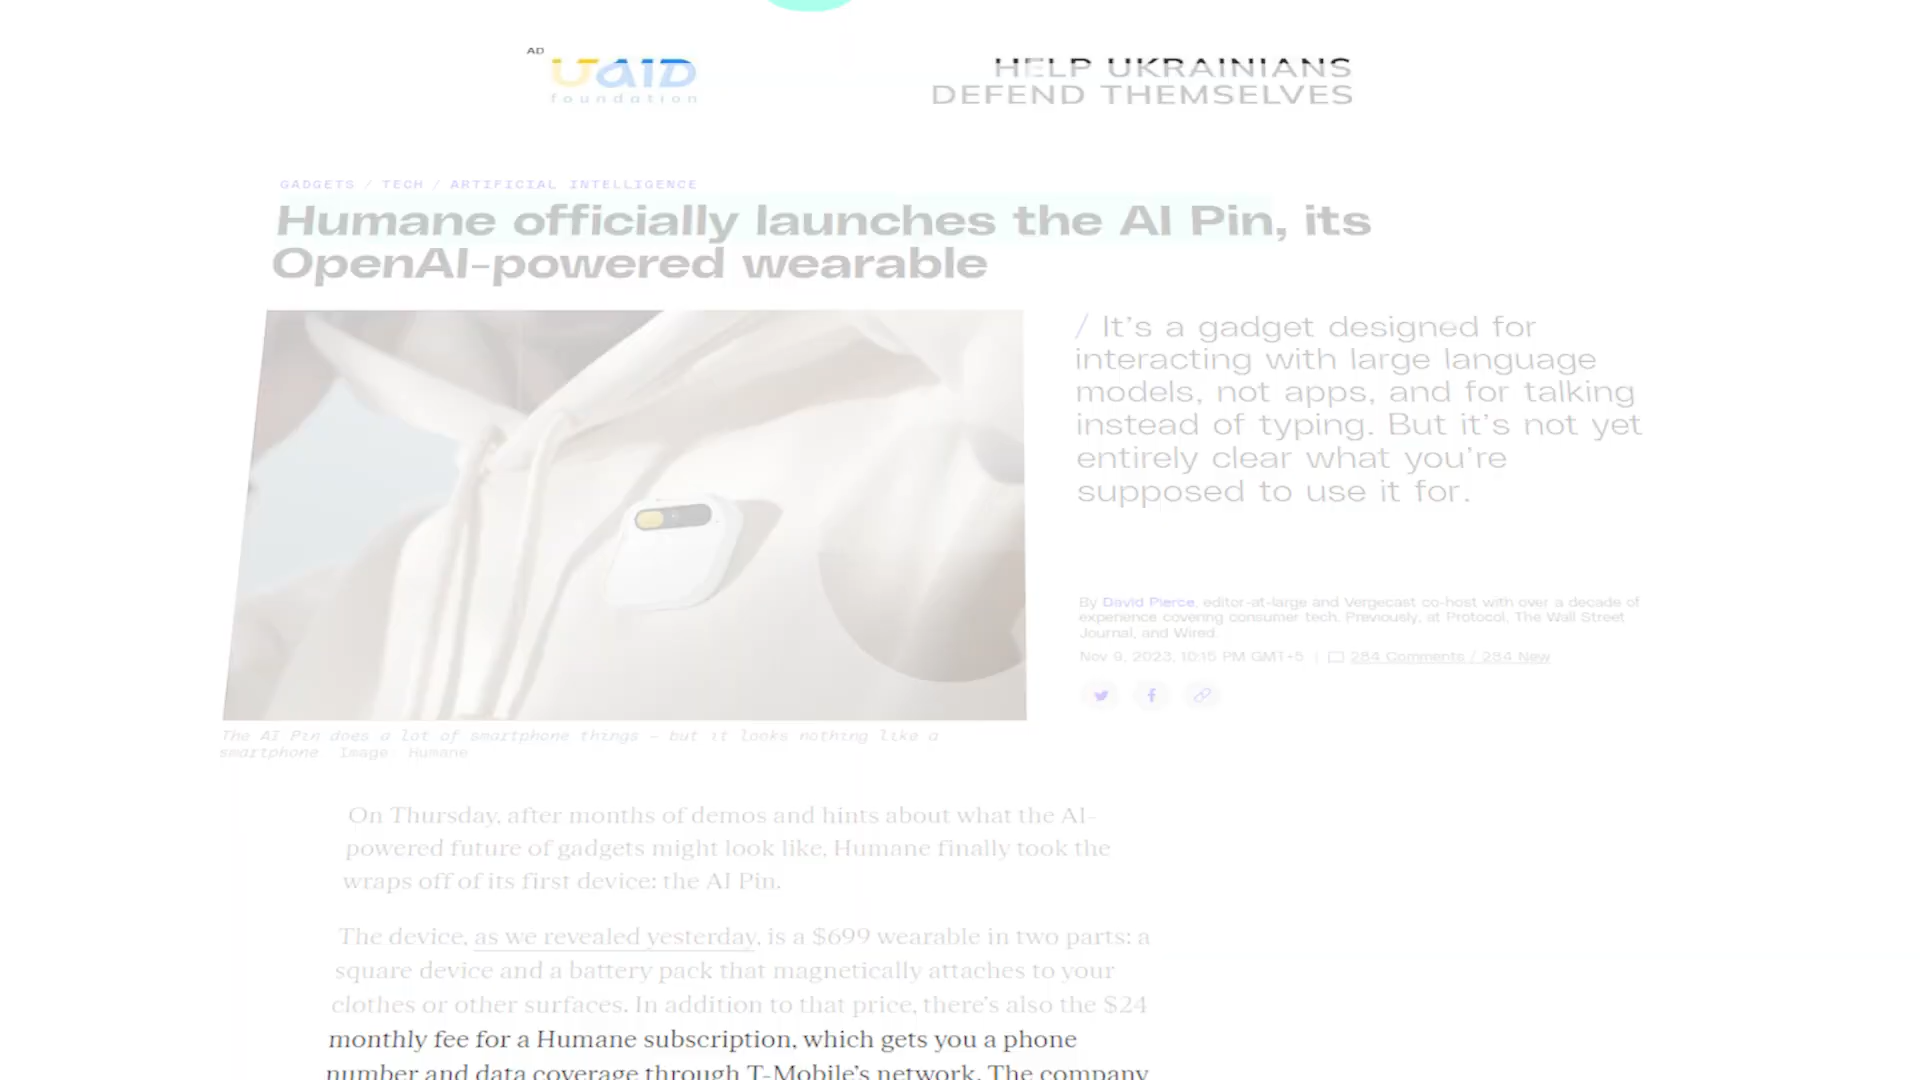 AD
UAID
foundation
HELP UKRAINIANS
DEFEND THEMSELVES
GADGETS / TECH / ARTIFICIAL INTELLIGENCE
Humane officially launches the AI Pin, its
OpenAI-powered wearable
/ It’s a gadget designed for
interacting with large language
models, not apps, and for talking
instead of typing. But it’s not yet
entirely clear what you’re
supposed to use it for.
By David Pierce, editor-at-large and Vergecast co-host with over a decade of
experience covering consumer tech. Previously, at Protocol, The Wall Street
Journal, and Wired.
Nov 9, 2023, 10:15 PM GMT+5 | 284 Comments / 284 New
The AI Pin does a lot of smartphone things — but it looks nothing like a
smartphone Image: Humane
On Thursday, after months of demos and hints about what the AI-
powered future of gadgets might look like, Humane finally took the
wraps off of its first device: the AI Pin.
The device, as we revealed yesterday, is a $699 wearable in two parts: a
square device and a battery pack that magnetically attaches to your
clothes or other surfaces. In addition to that price, there’s also the $24
monthly fee for a Humane subscription, which gets you a phone
number and data coverage through T-Mobile’s network. The company